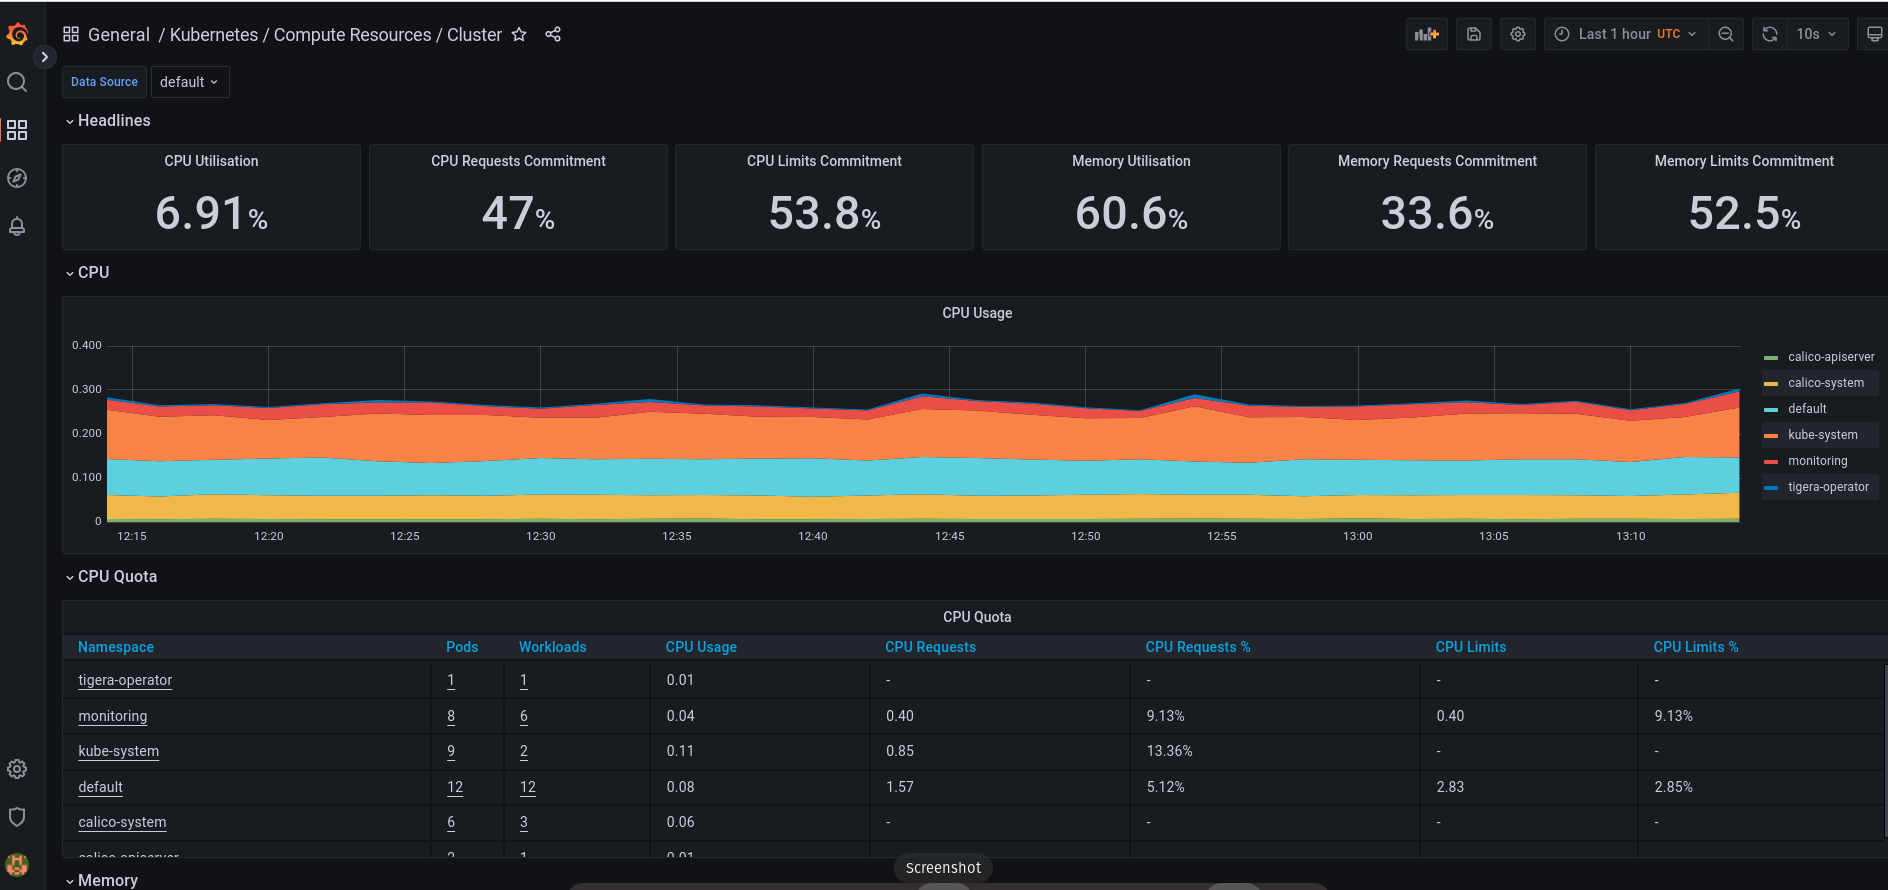 General / Kubernetes / Compute Resources / Cluster
Last 1 hour UTC
10s
Data Source default
Headlines
CPU Utilisation
6.91%
CPU Requests Commitment
47%
CPU Limits Commitment
53.8%
Memory Utilisation
60.6%
Memory Requests Commitment
33.6%
Memory Limits Commitment
52.5%
CPU
CPU Usage
0.400
0.300
0.200
0.100
0
12:15 12:20 12:25 12:30 12:35 12:40 12:45 12:50 12:55 13:00 13:05 13:10
calico-apiserver
calico-system
default
kube-system
monitoring
tigera-operator
CPU Quota
CPU Quota
Namespace Pods Workloads CPU Usage CPU Requests CPU Requests % CPU Limits CPU Limits %
tigera-operator 1 1 0.01 - - - -
monitoring 8 6 0.04 0.40 9.13% 0.40 9.13%
kube-system 9 2 0.11 0.85 13.36% - -
default 12 12 0.08 1.57 5.12% 2.83 2.85%
calico-system 6 3 0.06 - - - -
calico-apiserver 1 0.01
Screenshot
Memory